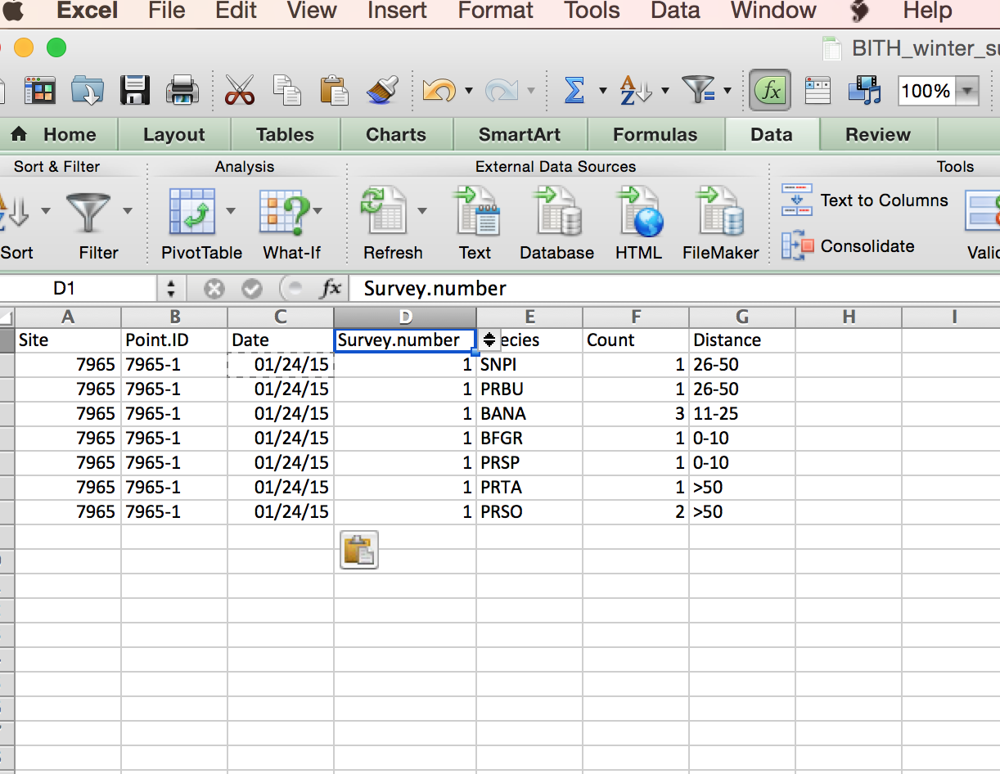 Excel File Edit View Insert Format Tools Data Window Help
BITH_winter_su
100%
Home Layout Tables Charts SmartArt Formulas Data Review
Sort & Filter Analysis External Data Sources Tools
Sort Filter PivotTable What-If Refresh Text Database HTML FileMaker Text to Columns Consolidate Valid
D1 fx Survey.number
A B C D E F G H I
Site Point.ID Date Survey.number ecies Count Distance
7965 7965-1 01/24/15 1 SNPI 1 26-50
7965 7965-1 01/24/15 1 PRBU 1 26-50
7965 7965-1 01/24/15 1 BANA 3 11-25
7965 7965-1 01/24/15 1 BFGR 1 0-10
7965 7965-1 01/24/15 1 PRSP 1 0-10
7965 7965-1 01/24/15 1 PRTA 1 >50
7965 7965-1 01/24/15 1 PRSO 2 >50